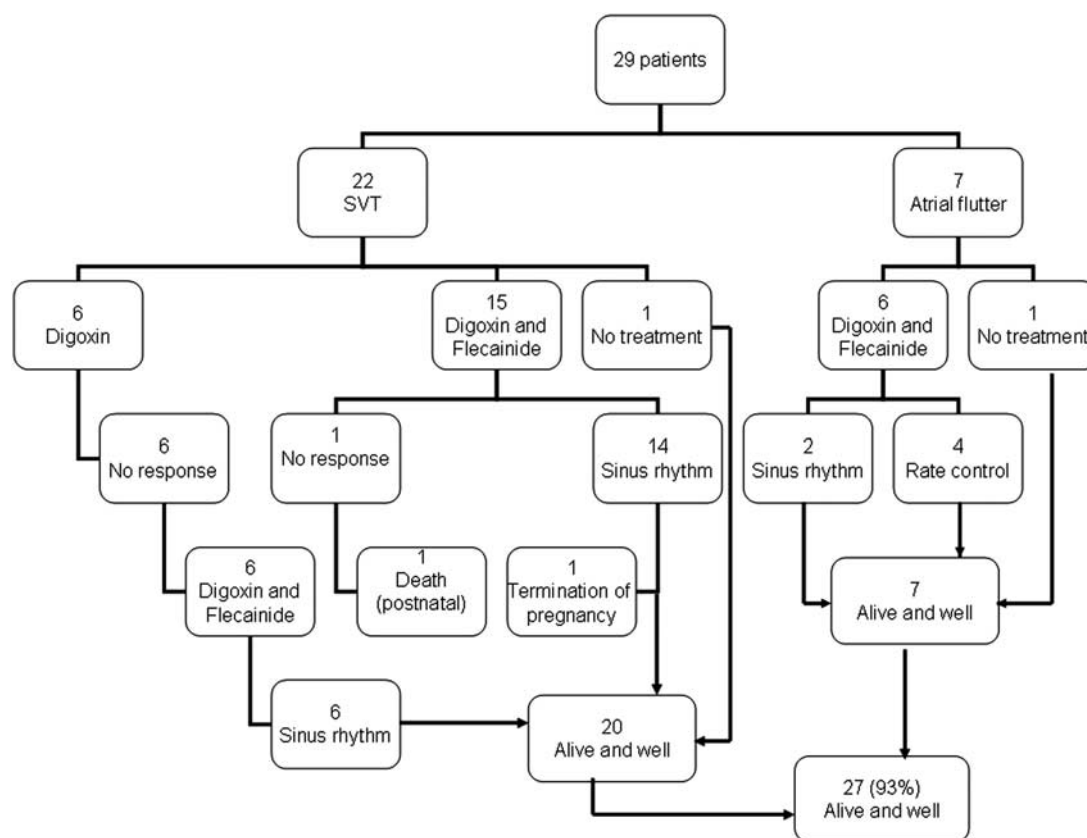 29 patients
22
SVT
7
Atrial flutter
6
Digoxin
15
Digoxin and
Flecainide
1
No treatment
6
Digoxin and
Flecainide
1
No treatment
6
No response
1
No response
14
Sinus rhythm
2
Sinus rhythm
4
Rate control
6
Digoxin and
Flecainide
1
Death
(postnatal)
1
Termination of
pregnancy
7
Alive and well
6
Sinus rhythm
20
Alive and well
27 (93%)
Alive and well